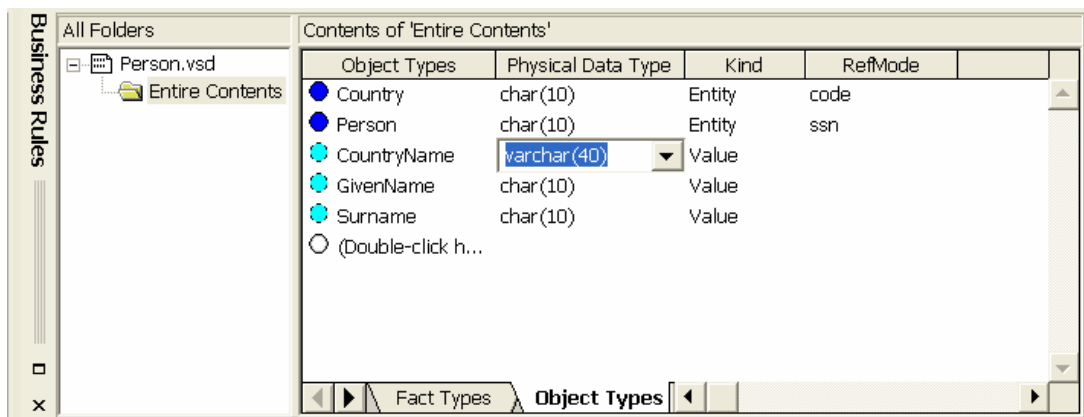 Business Rules
All Folders
Person.vsd
Entire Contents
Contents of 'Entire Contents'
Object Types Physical Data Type Kind RefMode
Country char(10) Entity code
Person char(10) Entity ssn
CountryName varchar(40) Value
GivenName char(10) Value
Surname char(10) Value
(Double-click h...
Fact Types Object Types